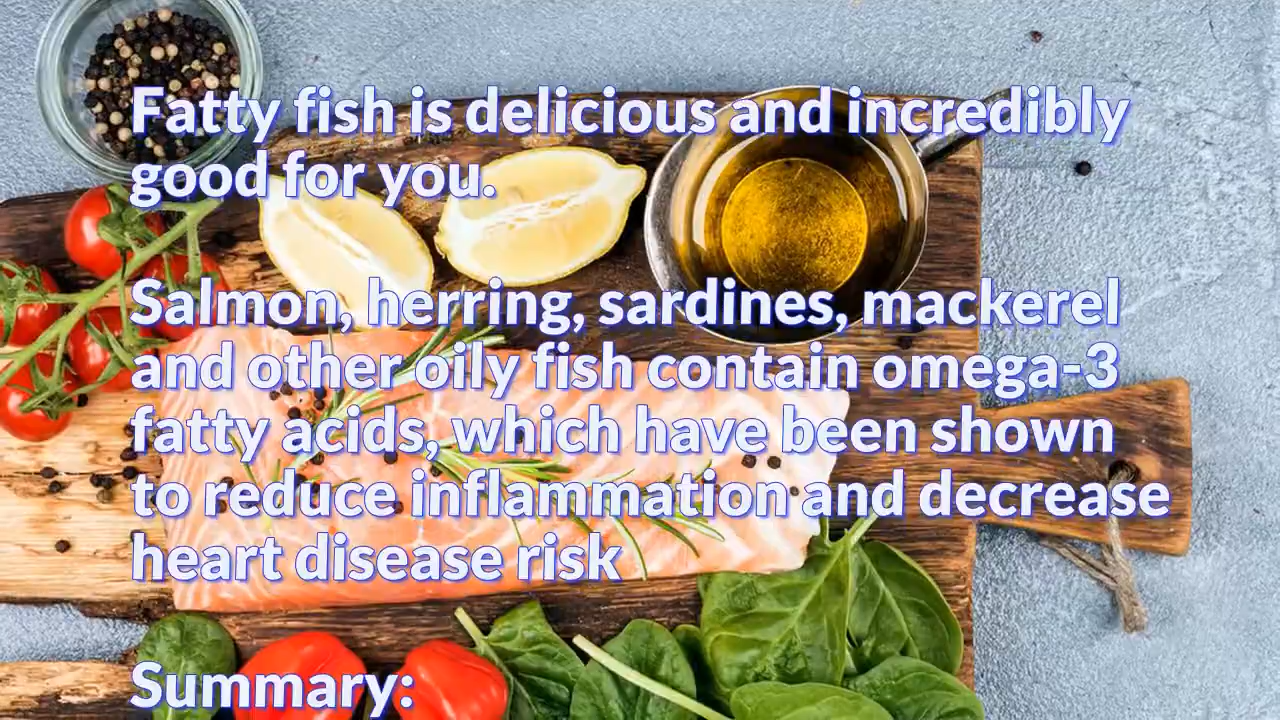 Fatty fish is delicious and incredibly
good for you.
Salmon, herring, sardines, mackerel
and other oily fish contain omega-3
fatty acids, which have been shown
to reduce inflammation and decrease
heart disease risk
Summary: